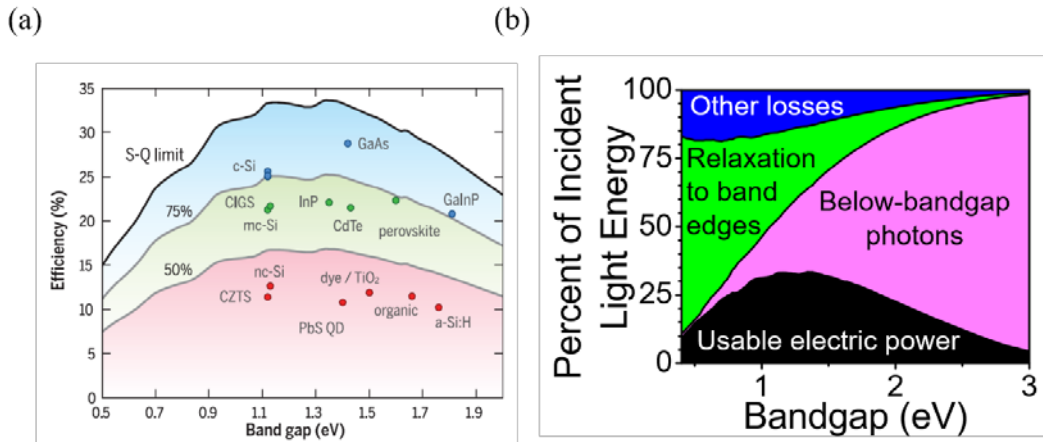 (a)
(b)
35
30
25
20
15
10
5
0
Efficiency (%)
S-Q limit
75%
50%
c-Si
GaAs
CIGS
mc-Si
InP
CdTe
perovskite
GaInP
nc-Si
CZTS
dye / TiO₂
PbS QD
organic
a-Si:H
0.5 0.7 0.9 1.1 1.3 1.5 1.7 1.9
Band gap (eV)
Percent of Incident
Light Energy
100
75
50
25
0
Other losses
Relaxation
to band
edges
Below-bandgap
photons
Usable electric power
1 2 3
Bandgap (eV)